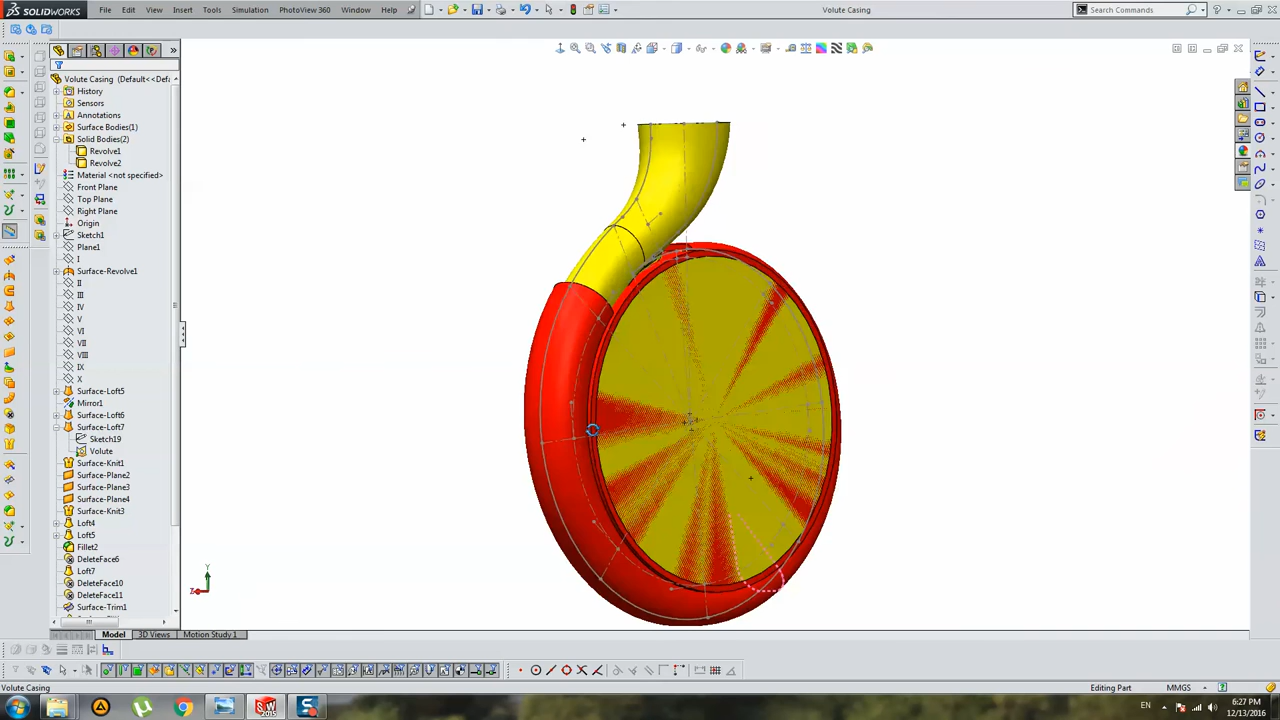 SOLIDWORKS File Edit View Insert Tools Simulation PhotoView 360 Window Help Volute Casing Search Commands
Volute Casing (Default<<Defa
History
Sensors
Annotations
Surface Bodies(1)
Solid Bodies(2)
Revolve1
Revolve2
Material <not specified>
Front Plane
Top Plane
Right Plane
Origin
Sketch1
Plane1
I
Surface-Revolve1
II
III
IV
V
VI
VII
VIII
IX
X
Surface-Loft5
Mirror1
Surface-Loft6
Surface-Loft7
Sketch19
Volute
Surface-Knit1
Surface-Plane2
Surface-Plane3
Surface-Plane4
Surface-Knit3
Loft4
Loft5
Fillet2
DeleteFace6
Loft7
DeleteFace10
DeleteFace11
Surface-Trim1
Y
Z
Model 3D Views Motion Study 1
Volute Casing Editing Part MMGS
EN 6:27 PM
12/13/2016